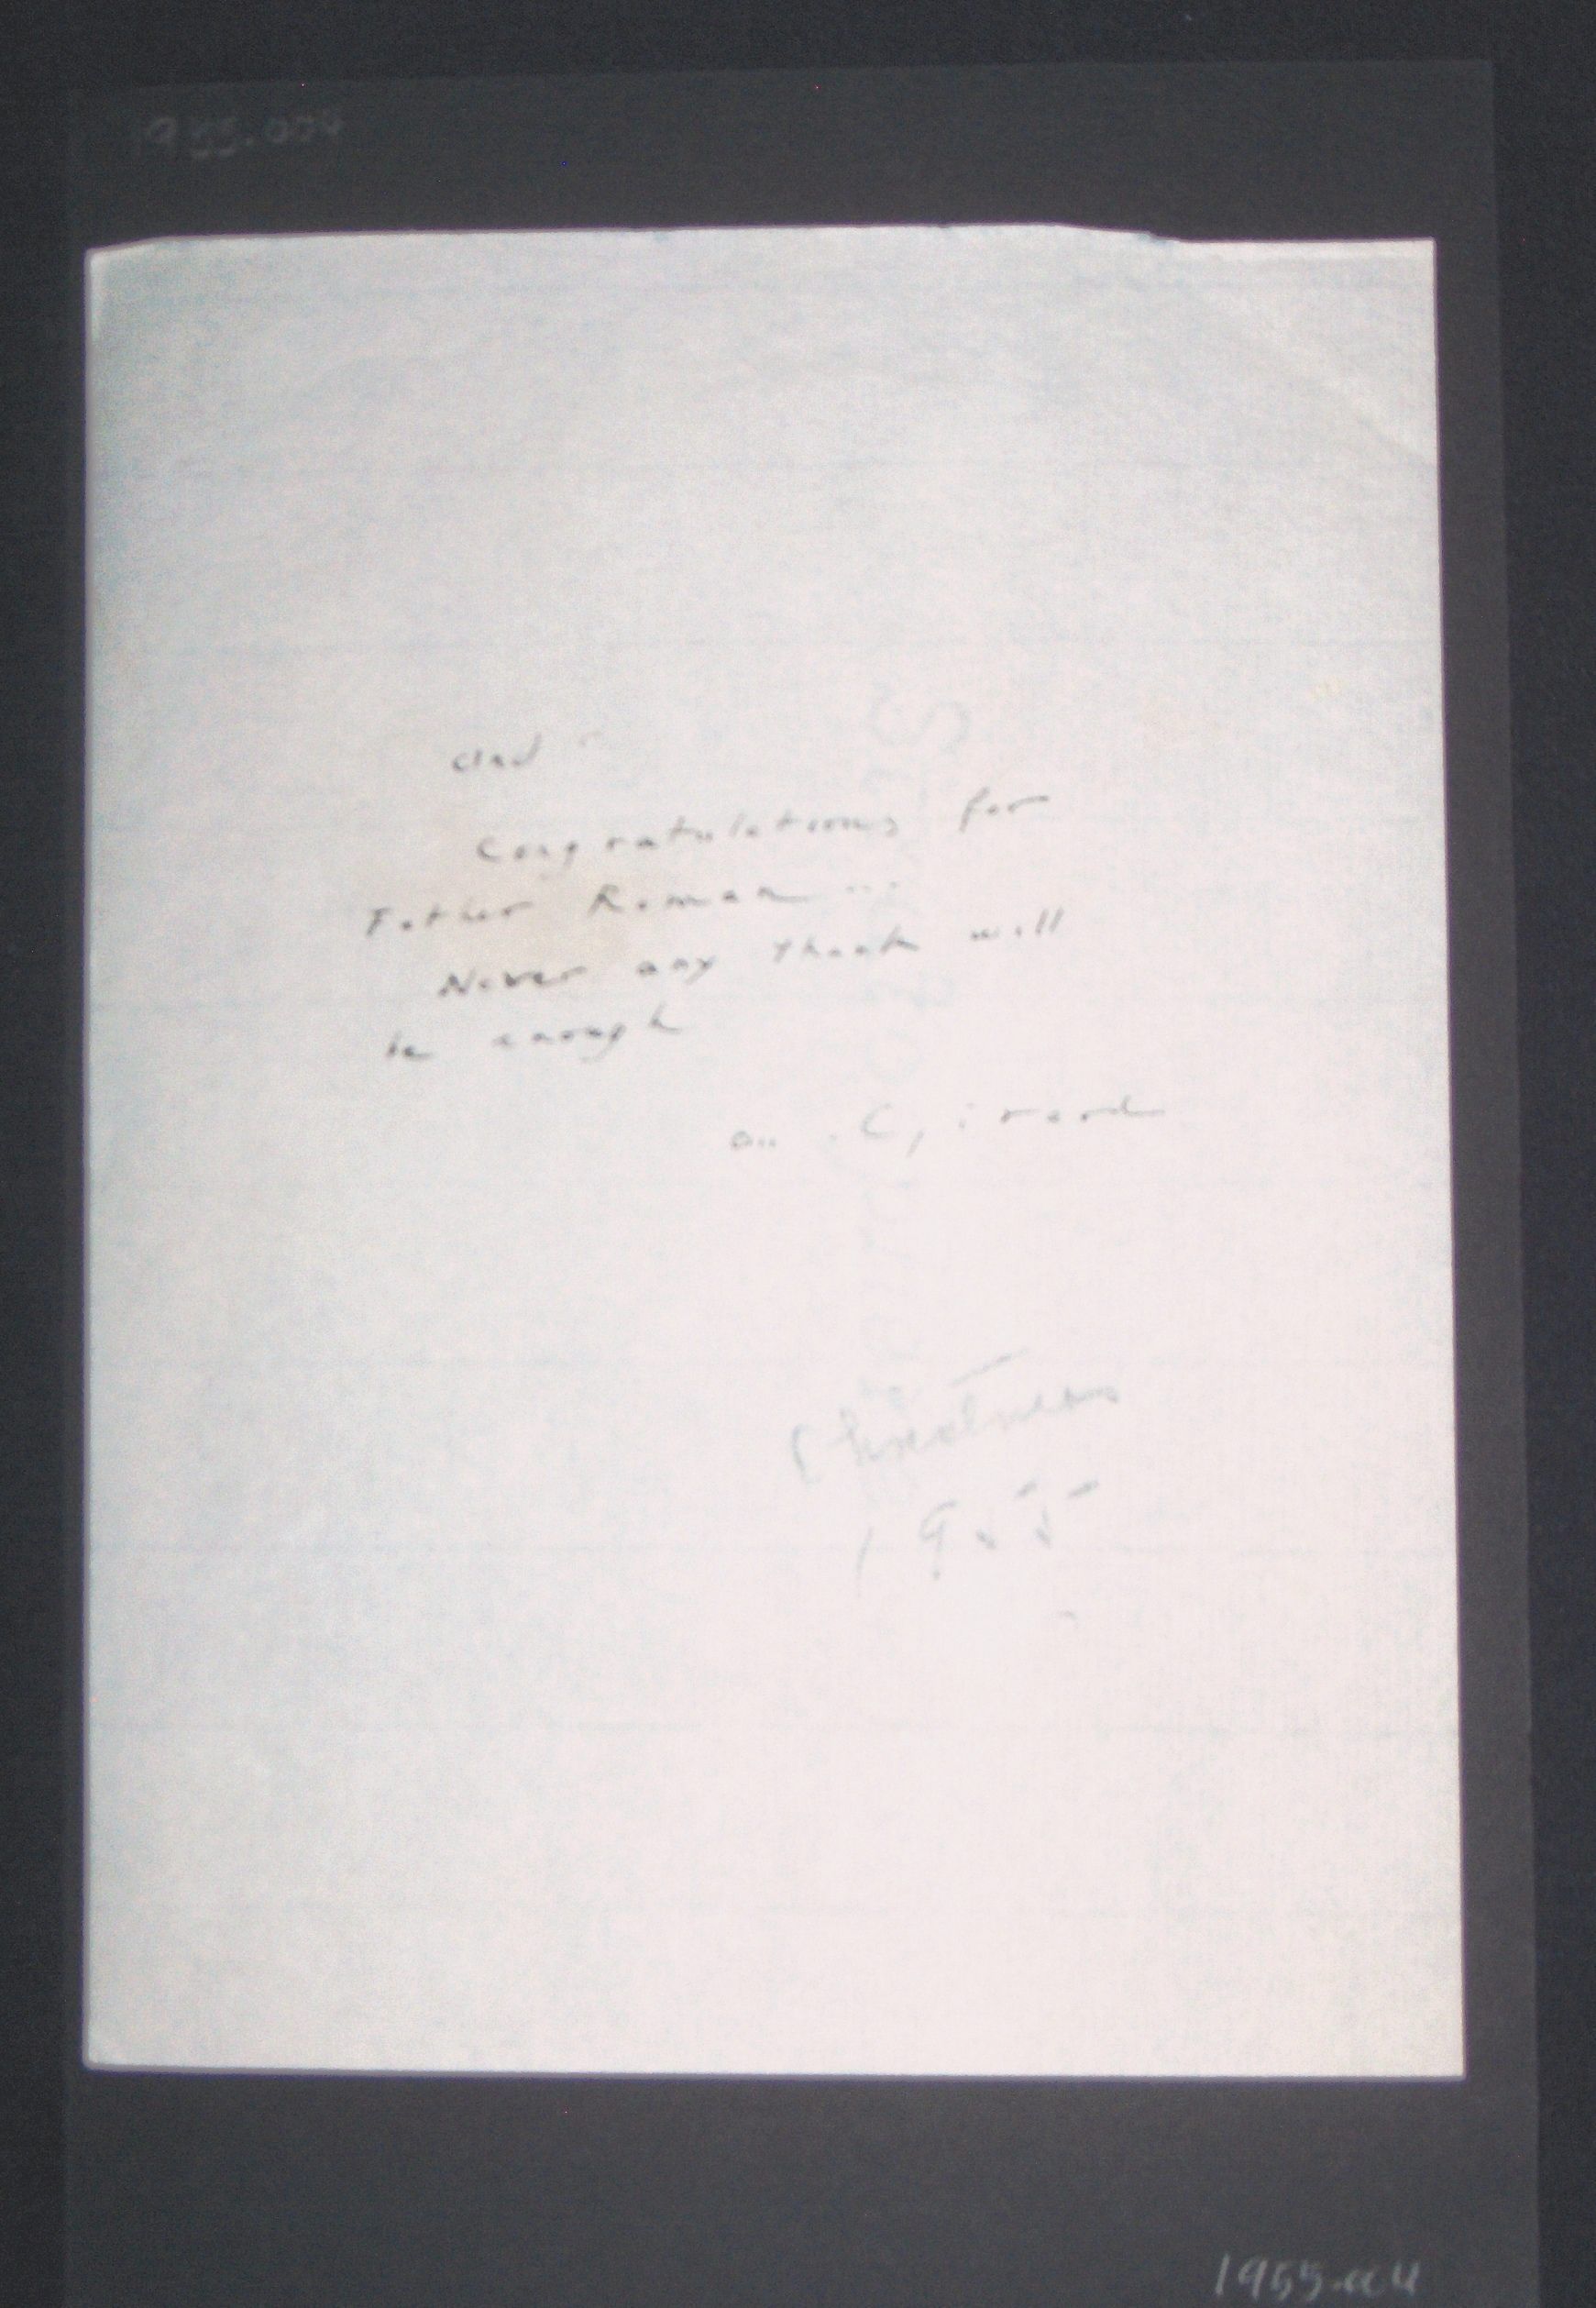 and
Congratulations for
Father Roman ...
Never any thank will
be enough
Christmas
1955
1955.004